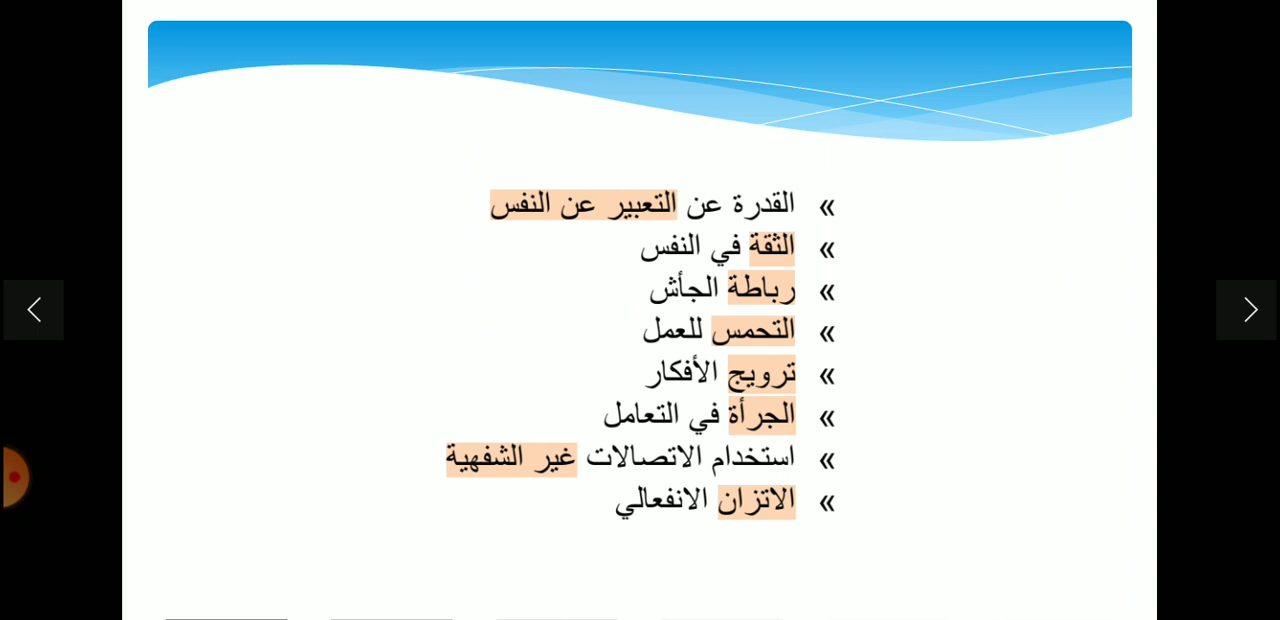 » القدرة عن التعبير عن النفس
» الثقة في النفس
» رباطة الجأش
» التحمس للعمل
» ترويج الأفكار
» الجرأة في التعامل
» استخدام الاتصالات غير الشفهية
» الاتزان الانفعالي